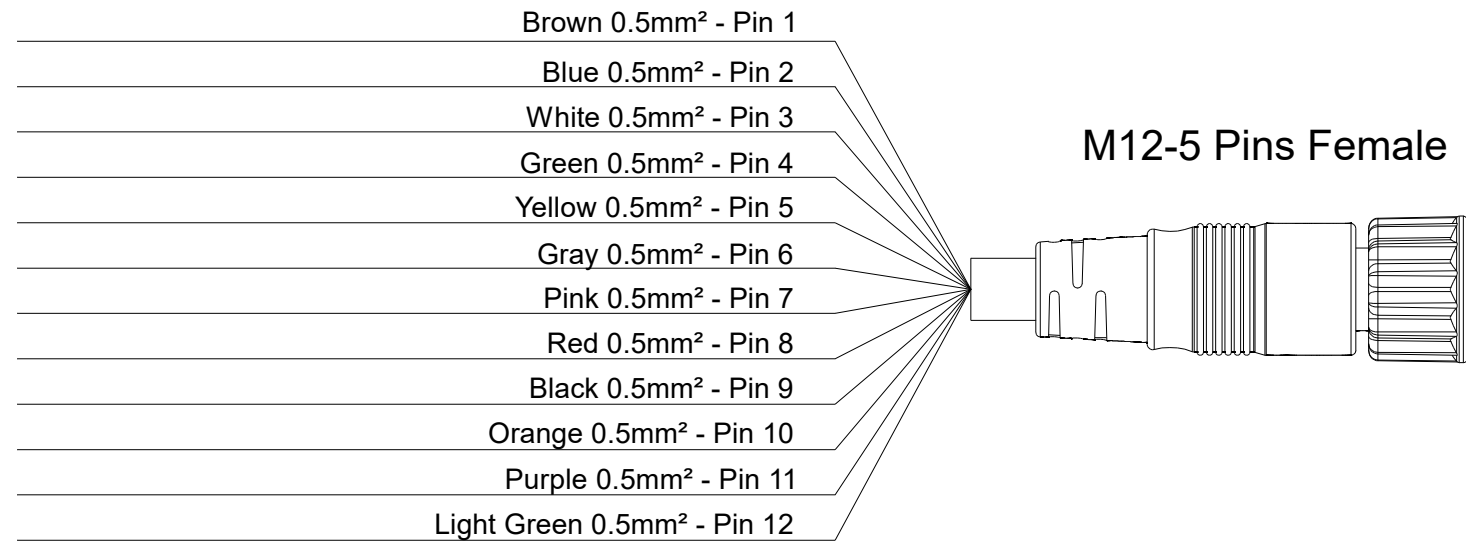 Brown 0.5mm² - Pin 1
Blue 0.5mm² - Pin 2
White 0.5mm² - Pin 3
Green 0.5mm² - Pin 4
Yellow 0.5mm² - Pin 5
Gray 0.5mm² - Pin 6
Pink 0.5mm² - Pin 7
Red 0.5mm² - Pin 8
Black 0.5mm² - Pin 9
Orange 0.5mm² - Pin 10
Purple 0.5mm² - Pin 11
Light Green 0.5mm² - Pin 12
M12-5 Pins Female